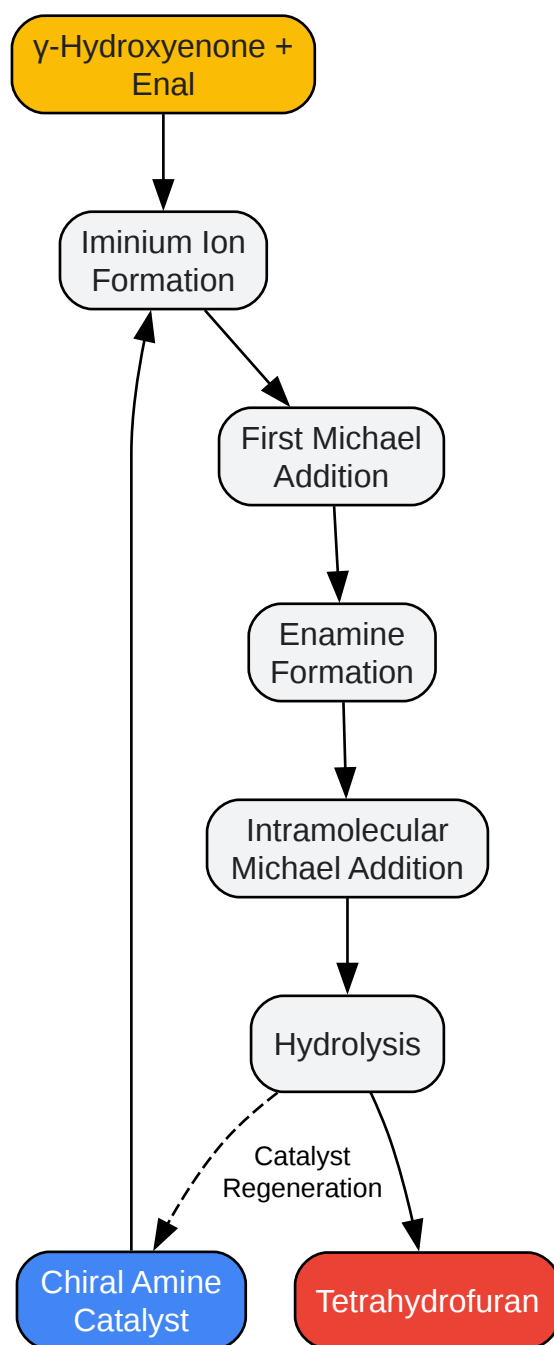 γ-Hydroxyenone +
Enal
Iminium Ion
Formation
First Michael
Addition
Enamine
Formation
Intramolecular
Michael Addition
Hydrolysis
Catalyst
Regeneration
Chiral Amine
Catalyst
Tetrahydrofuran